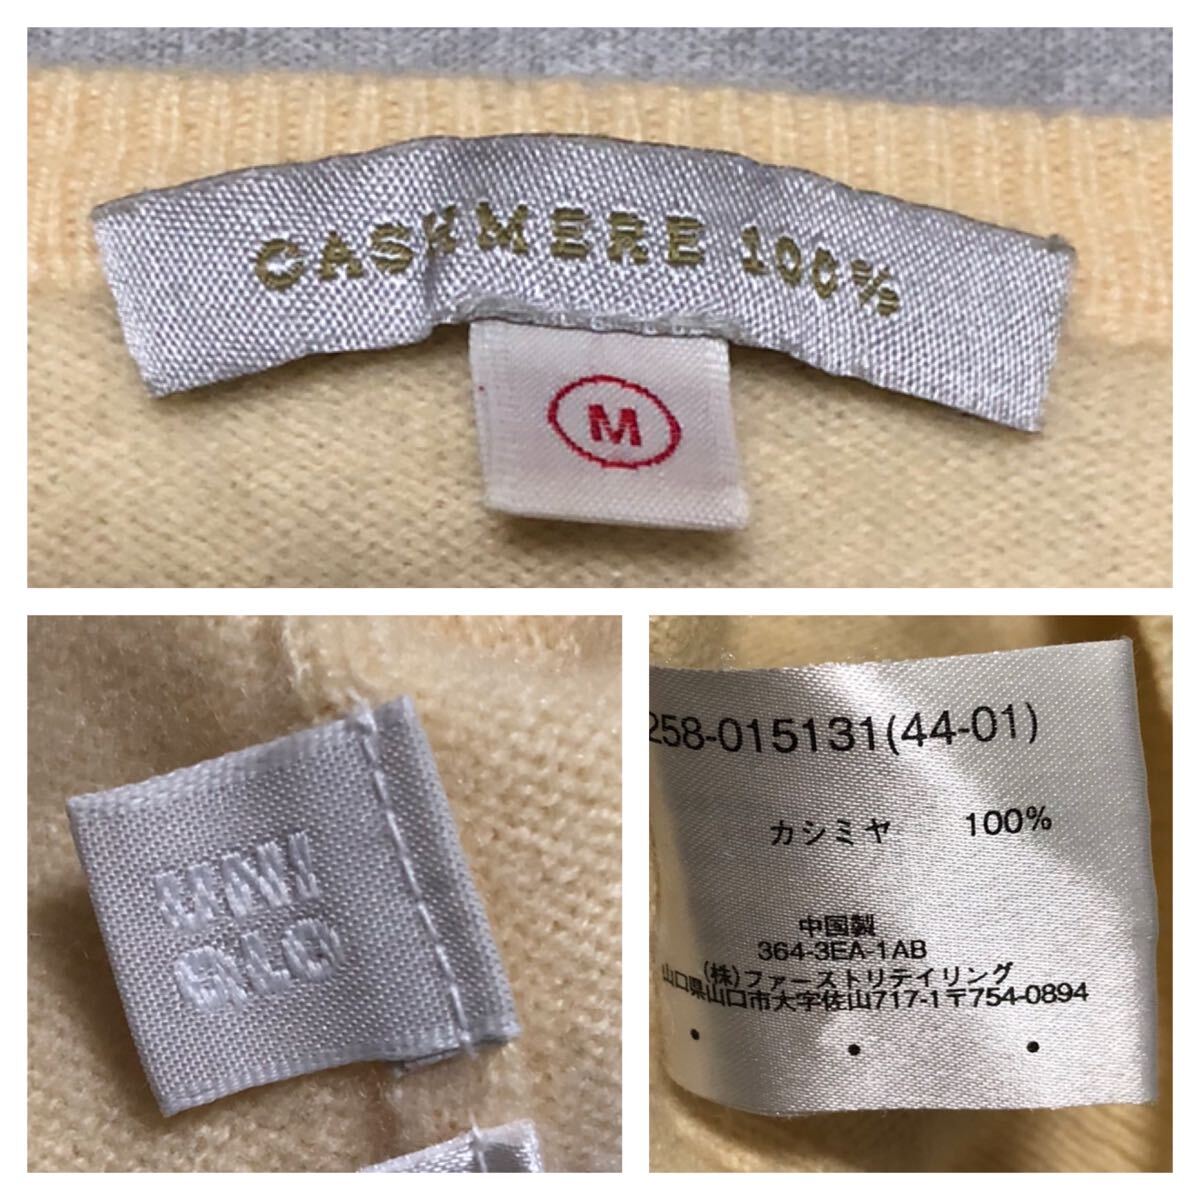 CASHMERE 100%
M
UNI
QLO
258-015131(44-01)
カシミヤ 100%
中国製
364-3EA-1AB
(株)ファーストリテイリング
山口県山口市大字佐山717-1〒754-0894